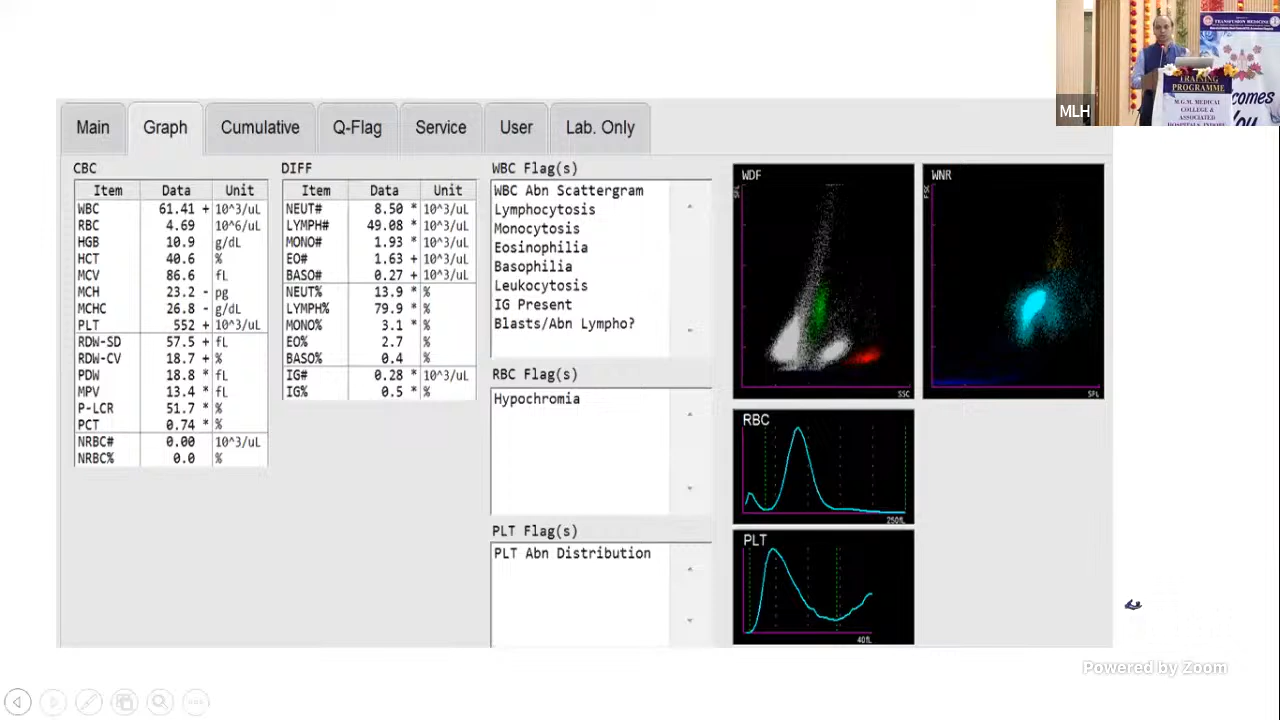 Main Graph Cumulative Q-Flag Service User Lab. Only
CBC
Item Data Unit
WBC 61.41 + 10^3/uL
RBC 4.69 10^6/uL
HGB 10.9 g/dL
HCT 40.6 %
MCV 86.6 fL
MCH 23.2 - pg
MCHC 26.8 - g/dL
PLT 552 + 10^3/uL
RDW-SD 57.5 + fL
RDW-CV 18.7 + %
PDW 18.8 * fL
MPV 13.4 * fL
P-LCR 51.7 * %
PCT 0.74 * %
NRBC# 0.00 10^3/uL
NRBC% 0.0 %
DIFF
Item Data Unit
NEUT# 8.50 * 10^3/uL
LYMPH# 49.08 * 10^3/uL
MONO# 1.93 * 10^3/uL
EO# 1.63 + 10^3/uL
BASO# 0.27 + 10^3/uL
NEUT% 13.9 * %
LYMPH% 79.9 * %
MONO% 3.1 * %
EO% 2.7 %
BASO% 0.4 %
IG# 0.28 * 10^3/uL
IG% 0.5 * %
WBC Flag(s)
WBC Abn Scattergram
Lymphocytosis
Monocytosis
Eosinophilia
Basophilia
Leukocytosis
IG Present
Blasts/Abn Lympho?
RBC Flag(s)
Hypochromia
PLT Flag(s)
PLT Abn Distribution
WDF
SSC
WNR
SFL
RBC
250fL
PLT
40fL
MLH
TRANSFUSION MEDICINE
TRAINING
PROGRAMME
M.G.M. MEDICAL
COLLEGE &
ASSOCIATED
HOSPITALS, INDORE
comes
You
Powered by Zoom